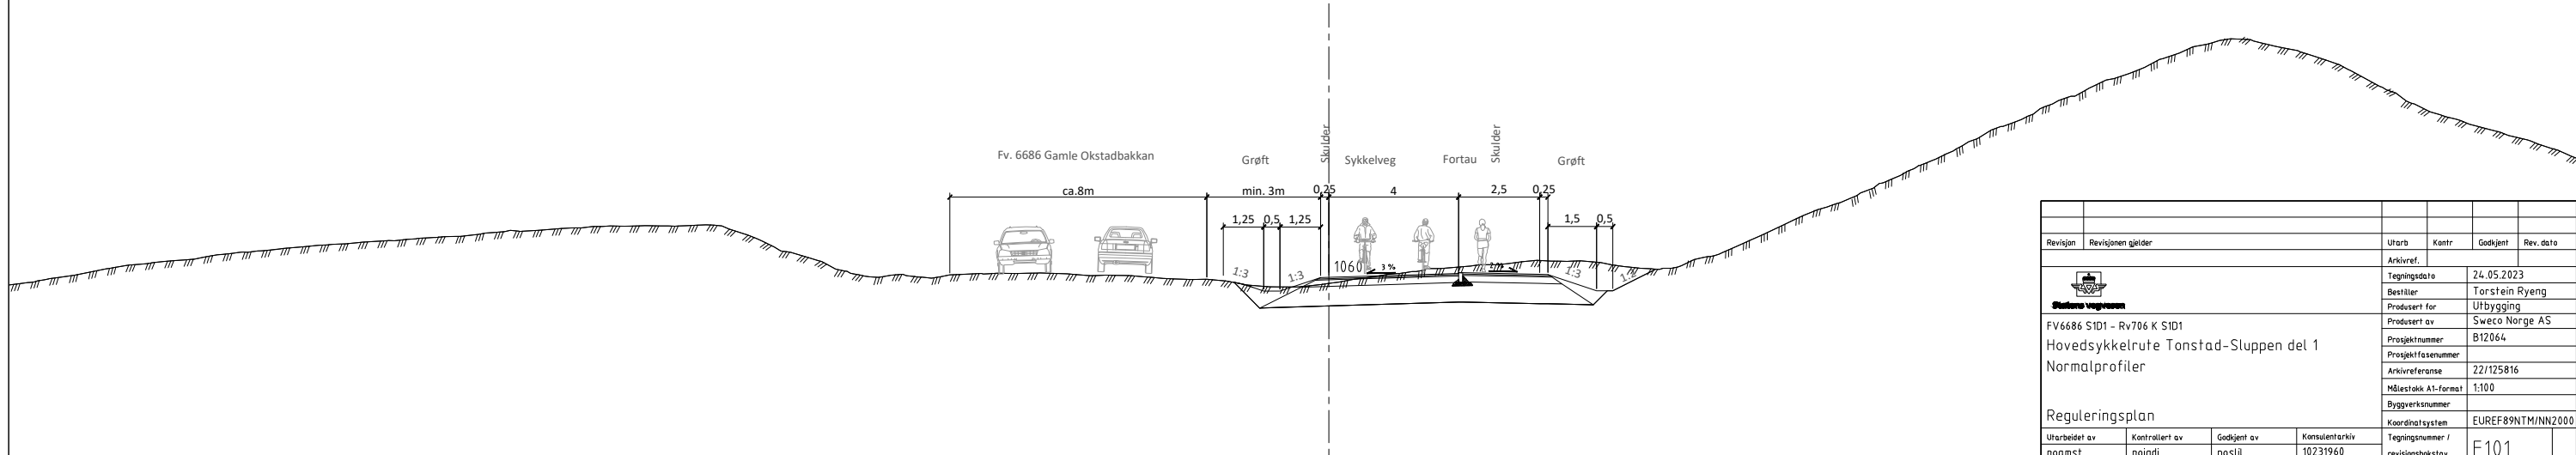 Skulder
Skulder
Fv. 6686 Gamle Okstadbakkan
Grøft
Sykkelveg
Fortau
Grøft
ca.8m
min. 3m
0,25
4
2,5
0,25
1,25
0,5
1,25
1,5
0,5
1:3
1:3
1060
3 %
1:3
1:2
Revisjon
Revisjonen gjelder
Utarb
Kontr
Godkjent
Rev. dato
Arkivref.
Statens vegvesen
Tegningsdato 24.05.2023
Bestiller Torstein Ryeng
Produsert for Utbygging
Produsert av Sweco Norge AS
Prosjektnummer B12064
Prosjektfasenummer
Arkivreferanse 22/125816
Målestokk A1-format 1:100
Byggverksnummer
Koordinatsystem EUREF89NTM/NN2000
FV6686 S1D1 - Rv706 K S1D1
Hovedsykkelrute Tonstad-Sluppen del 1
Normalprofiler
Reguleringsplan
Utarbeidet av
Kontrollert av
Godkjent av
Konsulentarkiv
Tegningsnummer /
10231960
F101